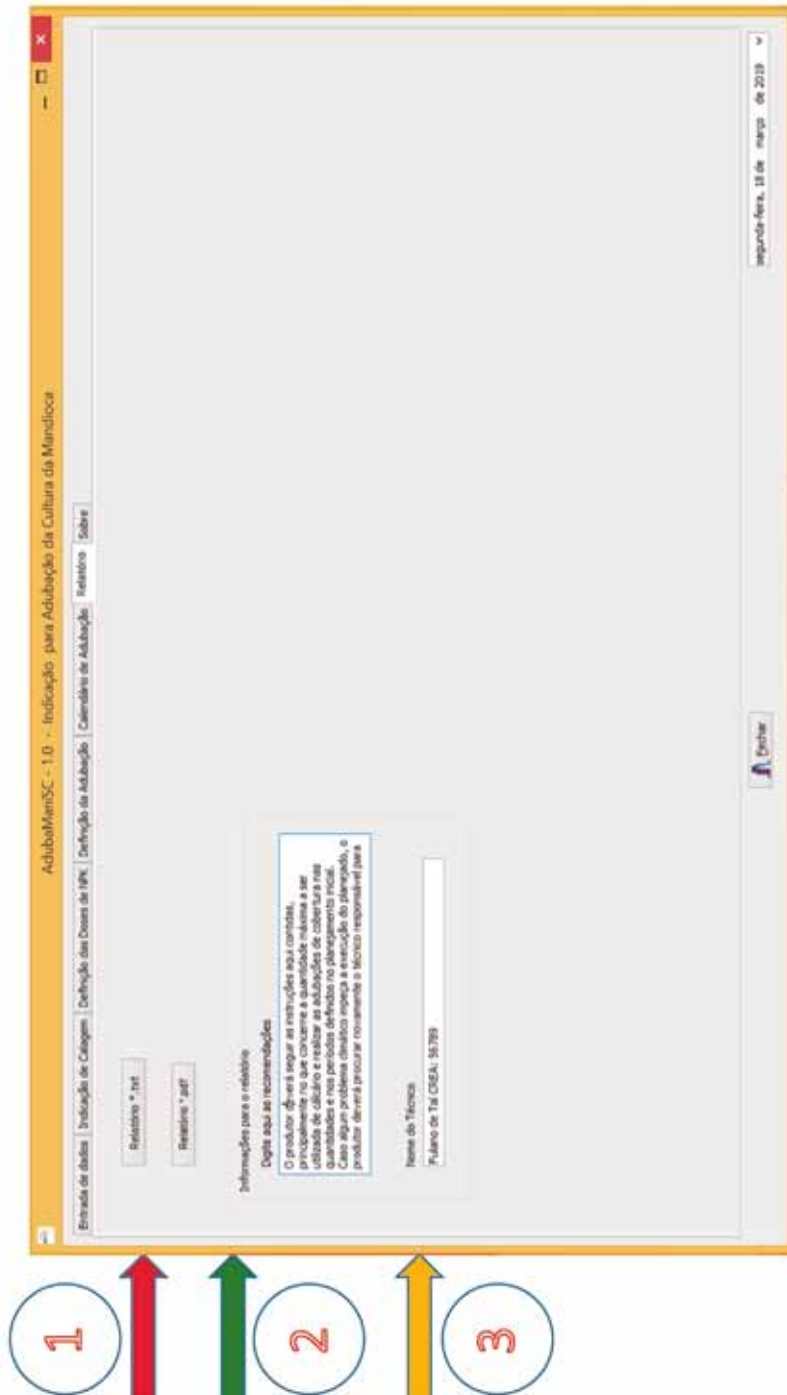 AdubaManiSC - 1.0 - Indicação para Adubação da Cultura da Mandioca
Entrada de dados Indicação de Calagem Definição das Doses de NPK Definição da Adubação Calendário de Adubação Relatório Sobre
Relatório *.txt
Relatório *.pdf
Informações para o relatório
Digite aqui as recomendações
O produtor deverá seguir as instruções aqui contidas,
principalmente no que concerne a quantidade máxima a ser
utilizada de cálcário e realizar as adubações de cobertura nas
quantidades e nos períodos definidos no planejamento inicial.
Caso algum problema climático impeça a execução do planejado, o
produtor deverá procurar novamente o técnico responsável para
Nome do Técnico
Fulano de Tal CREA: 56789
Fechar
segunda-feira, 18 de março de 2019
1
2
3